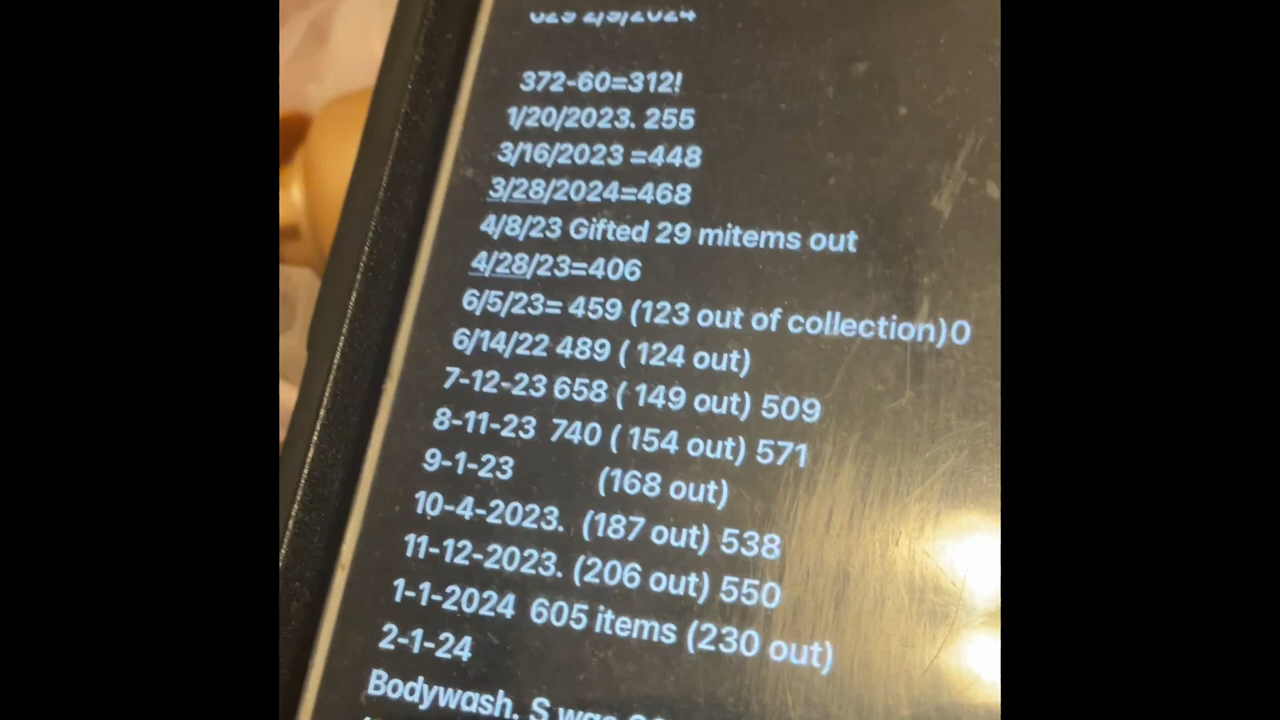 2/9/2024
372-60=312!
1/20/2023. 255
3/16/2023 =448
3/28/2024=468
4/8/23 Gifted 29 mitems out
4/28/23=406
6/5/23= 459 (123 out of collection)0
6/14/22 489 ( 124 out)
7-12-23 658 ( 149 out) 509
8-11-23 740 ( 154 out) 571
9-1-23 (168 out)
10-4-2023. (187 out) 538
11-12-2023. (206 out) 550
1-1-2024 605 items (230 out)
2-1-24
Bodywash. S was